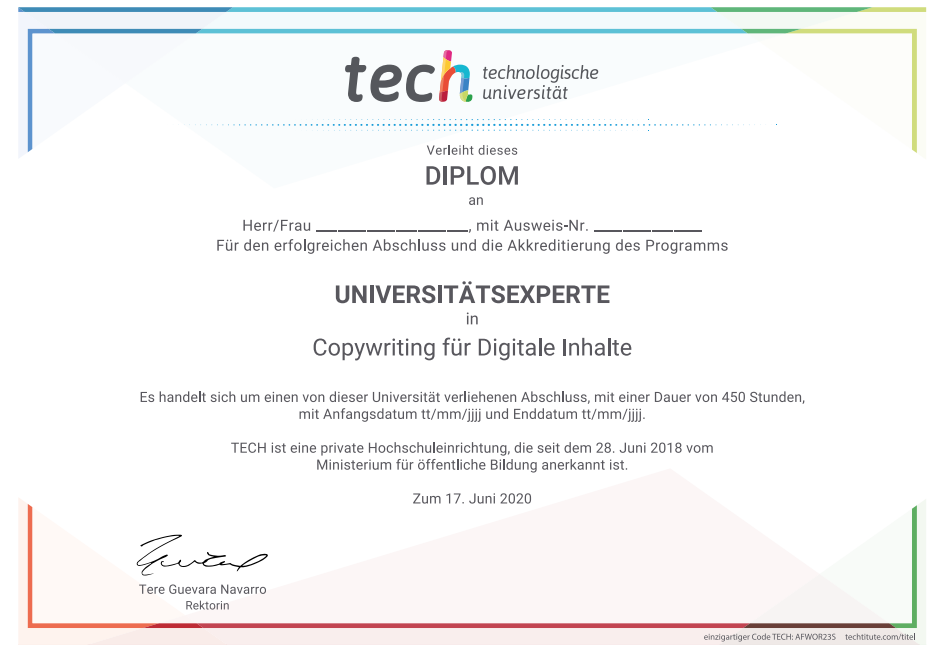 tech technologische
universität
Verleiht dieses
DIPLOM
an
Herr/Frau ________________, mit Ausweis-Nr. ____________
Für den erfolgreichen Abschluss und die Akkreditierung des Programms
UNIVERSITÄTSEXPERTE
in
Copywriting für Digitale Inhalte
Es handelt sich um einen von dieser Universität verliehenen Abschluss, mit einer Dauer von 450 Stunden,
mit Anfangsdatum tt/mm/jjjj und Enddatum tt/mm/jjjj.
TECH ist eine private Hochschuleinrichtung, die seit dem 28. Juni 2018 vom
Ministerium für öffentliche Bildung anerkannt ist.
Zum 17. Juni 2020
Tere Guevara Navarro
Rektorin
einzigartiger Code TECH: AFWOR23S techtitute.com/titel